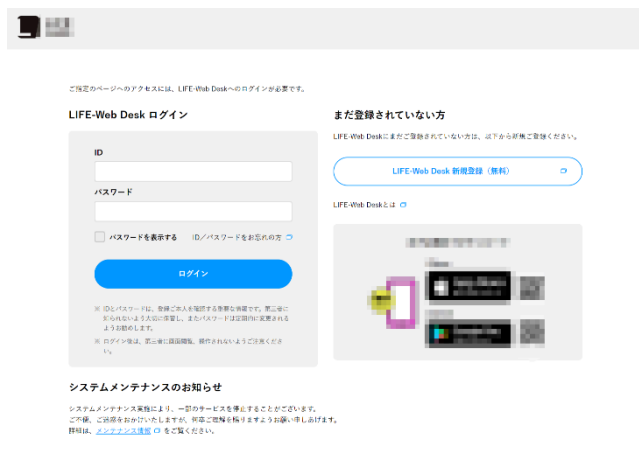 ご指定のページへのアクセスには、LIFE-Web Deskへのログインが必要です。
LIFE-Web Desk ログイン
ID
パスワード
パスワードを表示する
ID／パスワードをお忘れの方
ログイン
※ IDとパスワードは、登録ご本人を確認する重要な情報です。第三者に
知られないよう大切に保管し、またパスワードは定期的に変更される
ようお勧めします。
※ ログイン後は、第三者に画面閲覧、操作されないようご注意くださ
い。
まだ登録されていない方
LIFE-Web Deskにまだご登録されていない方は、以下から新規ご登録ください。
LIFE-Web Desk 新規登録（無料）
LIFE-Web Deskとは
システムメンテナンスのお知らせ
システムメンテナンス実施により、一部のサービスを停止することがございます。
ご不便、ご迷惑をおかけいたしますが、何卒ご理解を賜りますようお願い申しあげます。
詳細は、メンテナンス情報 をご覧ください。